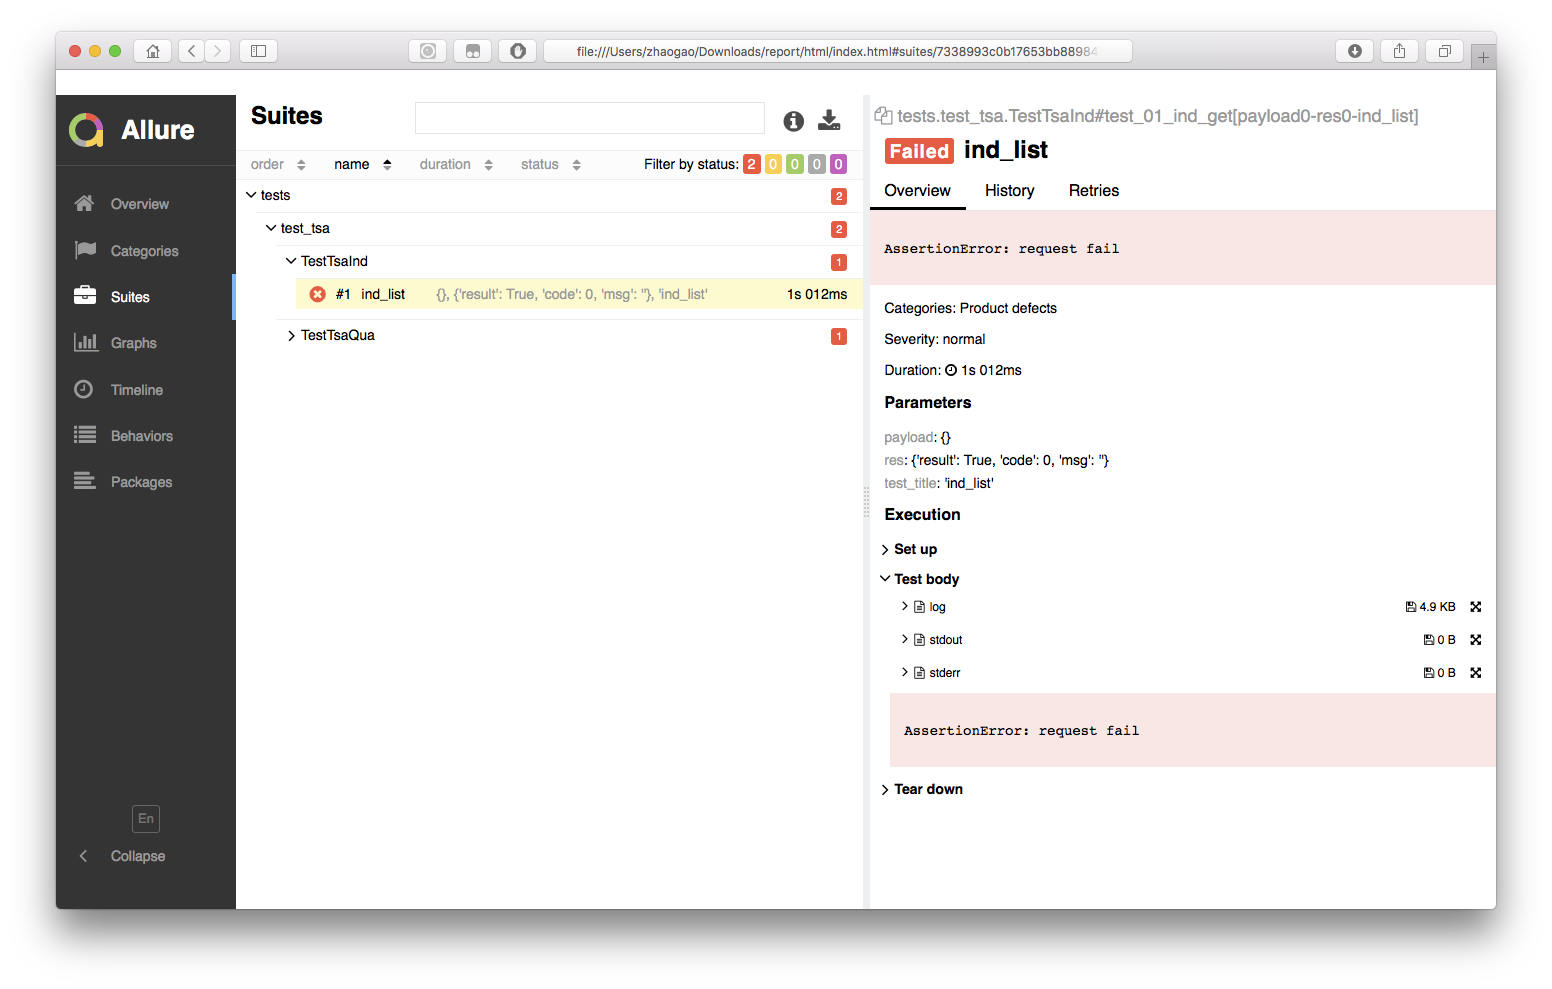 file:///Users/zhaogao/Downloads/report/html/index.html#suites/7338993c0b17653bb88984
Allure
Overview
Categories
Suites
Graphs
Timeline
Behaviors
Packages
En
Collapse
Suites
order name duration status Filter by status: 2 0 0 0 0
tests 2
test_tsa 2
TestTsaInd 1
#1 ind_list {}, {'result': True, 'code': 0, 'msg': ''}, 'ind_list' 1s 012ms
TestTsaQua 1
tests.test_tsa.TestTsaInd#test_01_ind_get[payload0-res0-ind_list]
Failed ind_list
Overview History Retries
AssertionError: request fail
Categories: Product defects
Severity: normal
Duration: 1s 012ms
Parameters
payload: {}
res: {'result': True, 'code': 0, 'msg': ''}
test_title: 'ind_list'
Execution
Set up
Test body
log 4.9 KB
stdout 0 B
stderr 0 B
AssertionError: request fail
Tear down